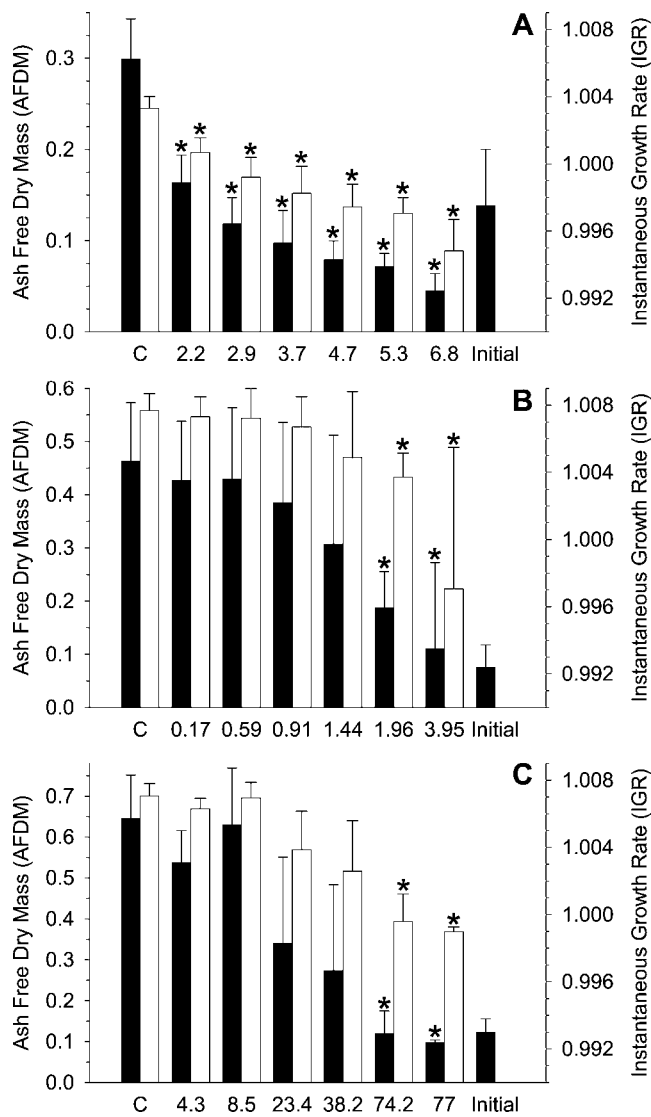 A
Ash Free Dry Mass (AFDM)
Instantaneous Growth Rate (IGR)
0.3
0.2
0.1
0.0
1.008
1.004
1.000
0.996
0.992
* * * * * *
* * * * * *
C 2.2 2.9 3.7 4.7 5.3 6.8 Initial
B
Ash Free Dry Mass (AFDM)
Instantaneous Growth Rate (IGR)
0.6
0.5
0.4
0.3
0.2
0.1
0.0
1.008
1.004
1.000
0.996
0.992
* *
* *
C 0.17 0.59 0.91 1.44 1.96 3.95 Initial
C
Ash Free Dry Mass (AFDM)
Instantaneous Growth Rate (IGR)
0.7
0.6
0.5
0.4
0.3
0.2
0.1
0.0
1.008
1.004
1.000
0.996
0.992
* *
* *
C 4.3 8.5 23.4 38.2 74.2 77 Initial